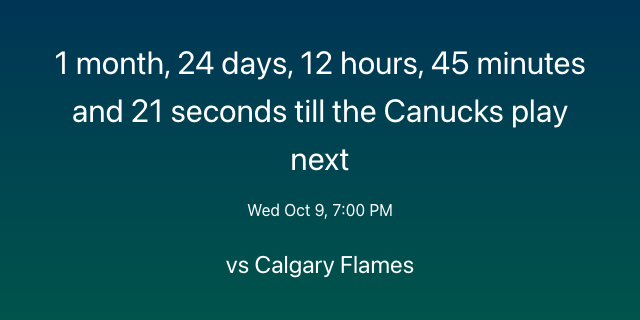 1 month, 24 days, 12 hours, 45 minutes
and 21 seconds till the Canucks play
next
Wed Oct 9, 7:00 PM
vs Calgary Flames